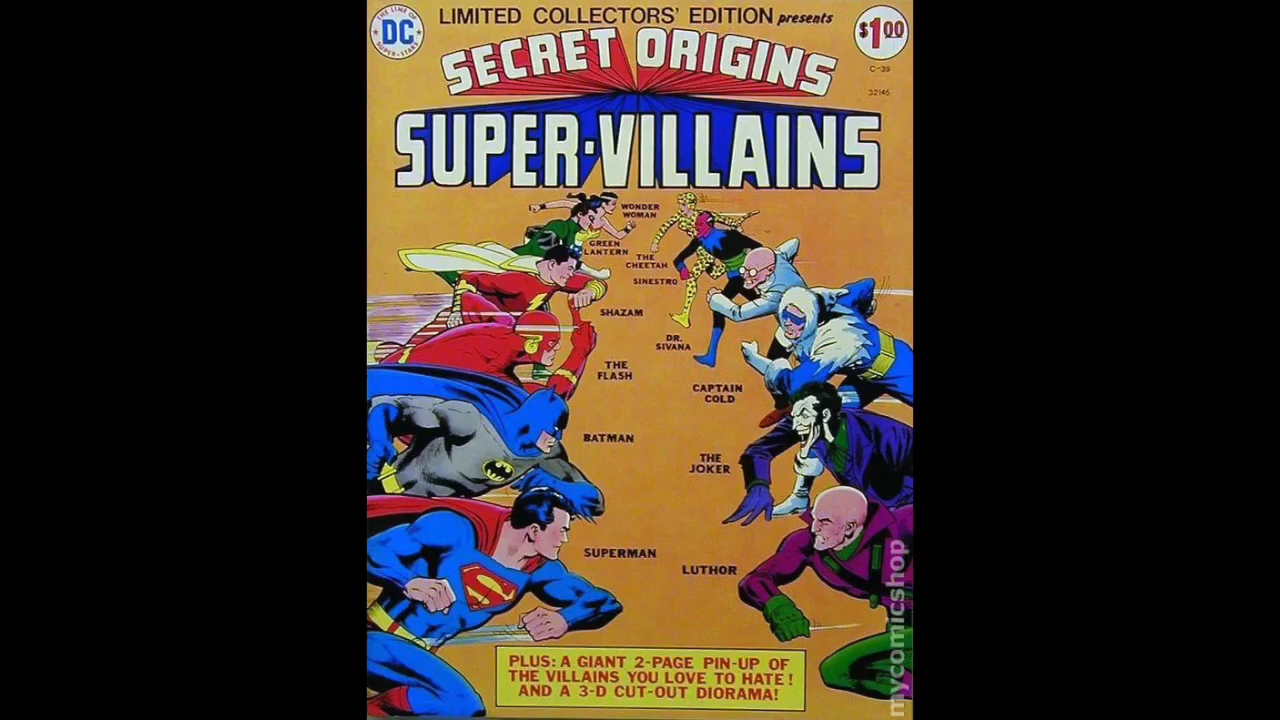 THE LINE OF
DC
SUPER-STARS
LIMITED COLLECTORS' EDITION presents
$1.00
C-39
32145
SECRET ORIGINS
SUPER-VILLAINS
WONDER
WOMAN
GREEN
LANTERN
THE
CHEETAH
SINESTRO
SHAZAM
DR.
SIVANA
THE
FLASH
CAPTAIN
COLD
BATMAN
THE
JOKER
SUPERMAN
LUTHOR
S
PLUS: A GIANT 2-PAGE PIN-UP OF
THE VILLAINS YOU LOVE TO HATE!
AND A 3-D CUT-OUT DIORAMA!
mycomicshop